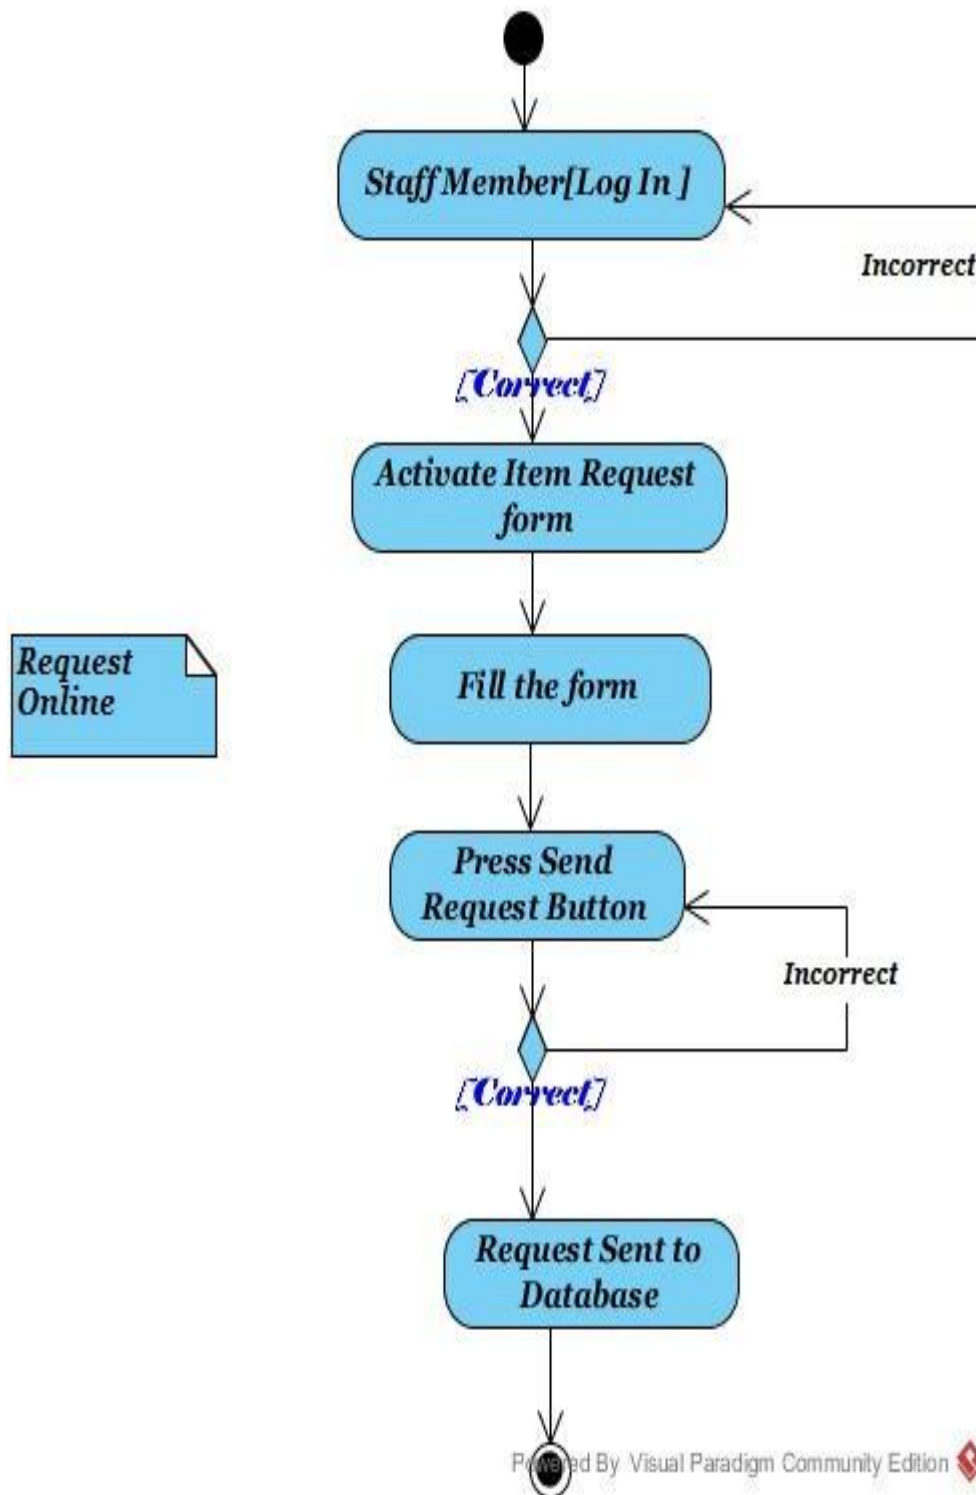 Staff Member[Log In ]
Incorrect
[Correct]
Activate Item Request
form
Request
Online
Fill the form
Press Send
Request Button
Incorrect
[Correct]
Request Sent to
Database
Powered By Visual Paradigm Community Edition